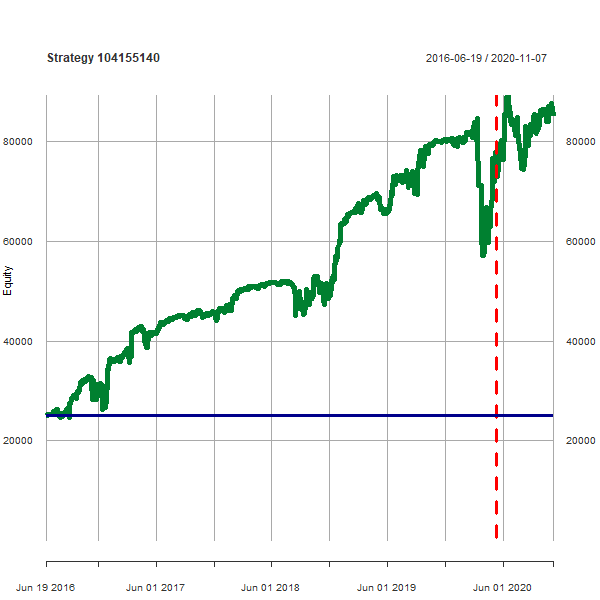 Strategy 104155140
2016-06-19 / 2020-11-07
80000
80000
60000
60000
Equity
40000
40000
20000
20000
Jun 19 2016
Jun 01 2017
Jun 01 2018
Jun 01 2019
Jun 01 2020